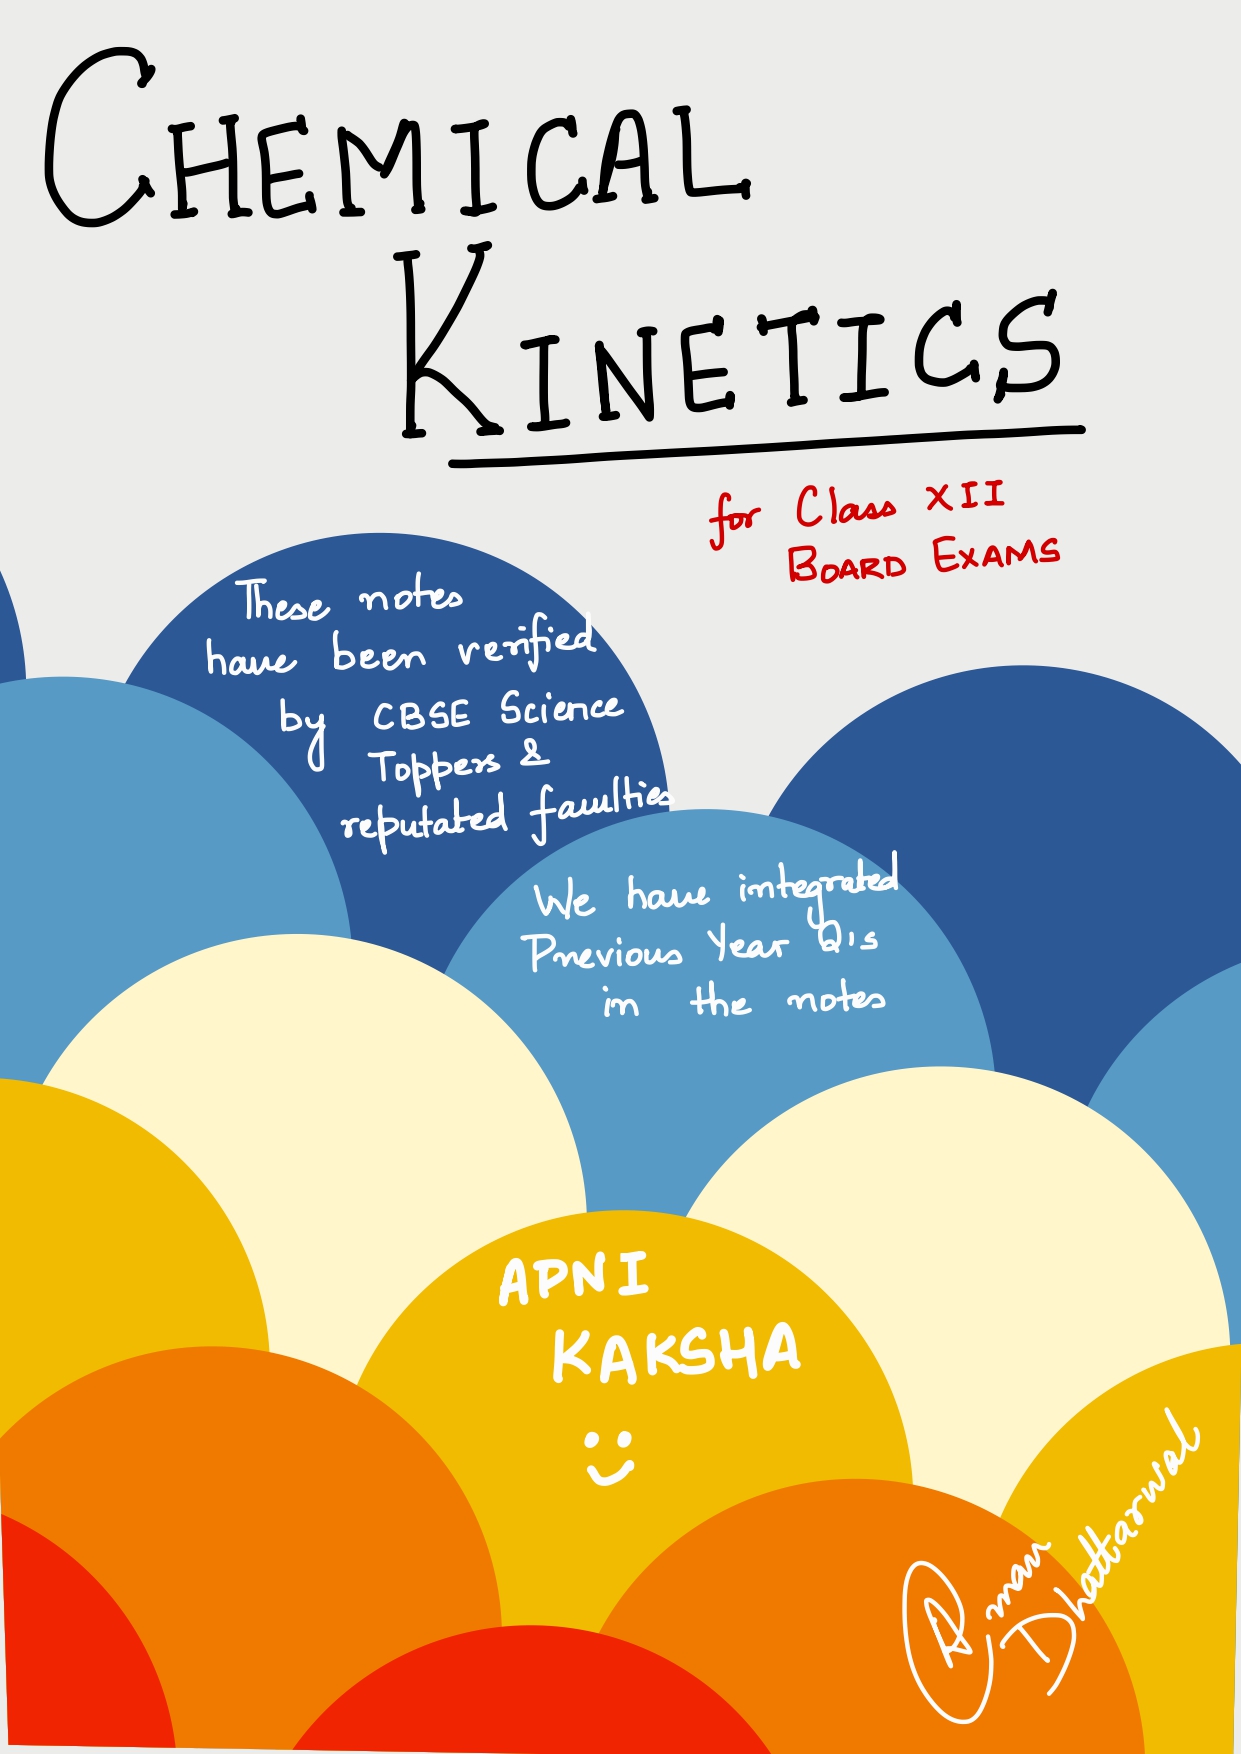 CHEMICAL
KINETICS
for Class XII
BOARD EXAMS
These notes
have been verified
by CBSE Science
Toppers &
reputated faculties
We have integrated
Previous Year Q's
in the notes
APNI
KAKSHA
Aman
Dhattarwal